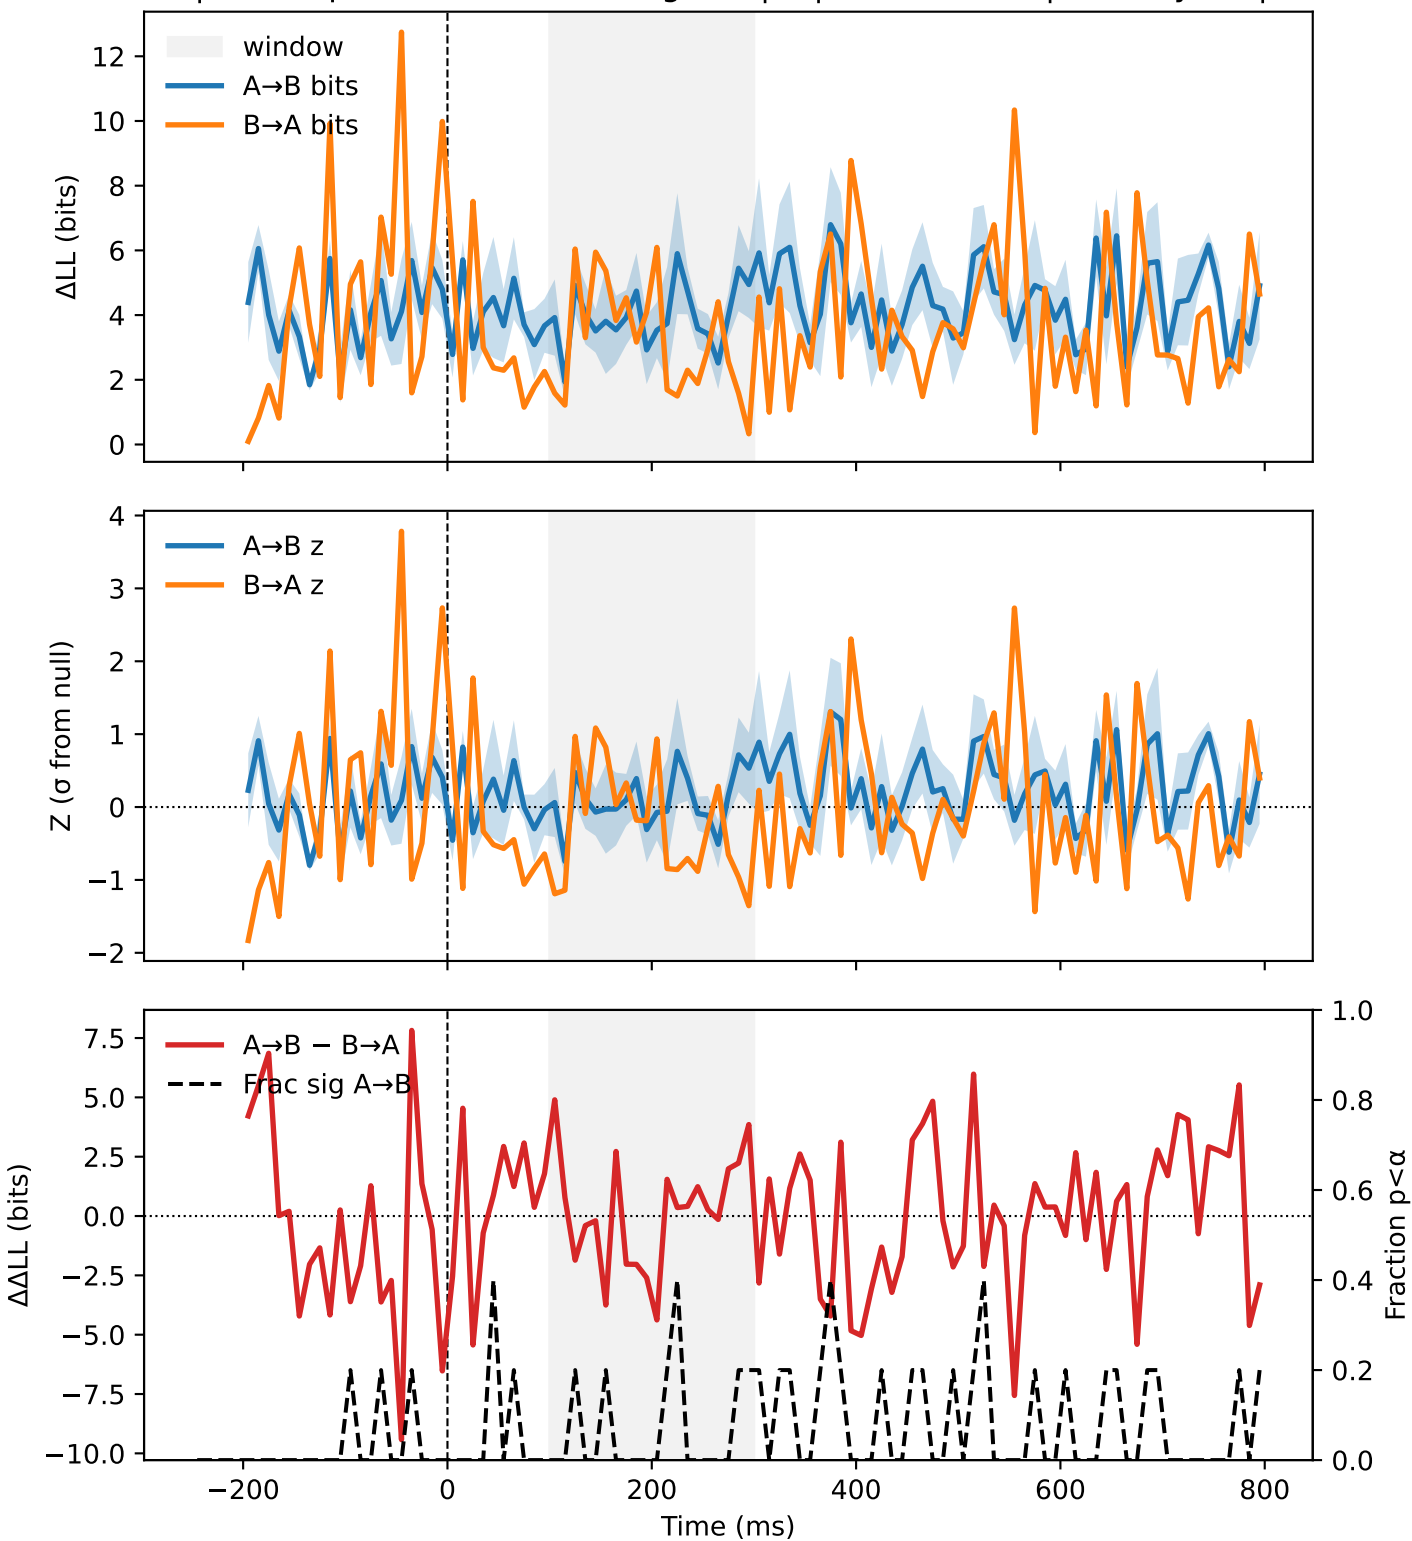 window
A→B bits
B→A bits
ΔLL (bits)
12
10
8
6
4
2
0
A→B z
B→A z
Z (σ from null)
4
3
2
1
0
−1
−2
A→B − B→A
Frac sig A→B
ΔΔLL (bits)
7.5
5.0
2.5
0.0
−2.5
−5.0
−7.5
−10.0
1.0
0.8
0.6
0.4
0.2
0.0
Fraction p<α
−200
0
200
400
600
800
Time (ms)